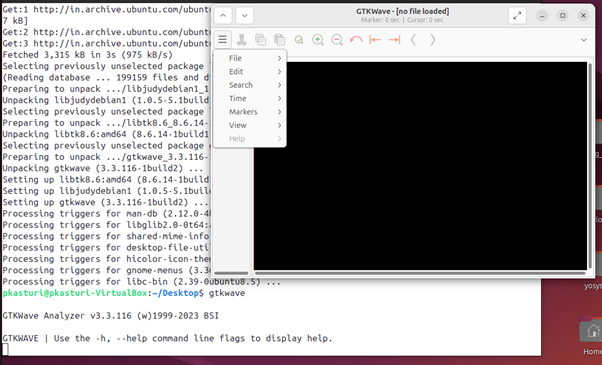 Get:1 http://in.archive.ubuntu.com/ubuntu
7 kB]
Get:2 http://in.archive.ubuntu.com/ubuntu
Get:3 http://in.archive.ubuntu.com/ubuntu
Fetched 3,315 kB in 3s (975 kB/s)
Selecting previously unselected package
(Reading database ... 199159 files and d
Preparing to unpack .../libjudydebian1_1
Unpacking libjudydebian1 (1.0.5-5.1build
Selecting previously unselected package
Preparing to unpack .../libtk8.6_8.6.14-
Unpacking libtk8.6:amd64 (8.6.14-1build1
Selecting previously unselected package
Preparing to unpack .../gtkwave_3.3.116-
Unpacking gtkwave (3.3.116-1build2) ...
Setting up libtk8.6:amd64 (8.6.14-1build
Setting up libjudydebian1 (1.0.5-5.1buil
Setting up gtkwave (3.3.116-1build2) ...
Processing triggers for man-db (2.12.0-4
Processing triggers for libglib2.0-0t64:
Processing triggers for shared-mime-info
Processing triggers for desktop-file-uti
Processing triggers for hicolor-icon-the
Processing triggers for gnome-menus (3.3
Processing triggers for libc-bin (2.39-0ubuntu8.5) ...
pkasturi@pkasturi-VirtualBox:~/Desktop$ gtkwave
GTKWave Analyzer v3.3.116 (w)1999-2023 BSI
GTKWAVE | Use the -h, --help command line flags to display help.
GTKWave - [no file loaded]
Marker: 0 sec | Cursor: 0 sec
File
Edit
Search
Time
Markers
View
Help
yosys
Home